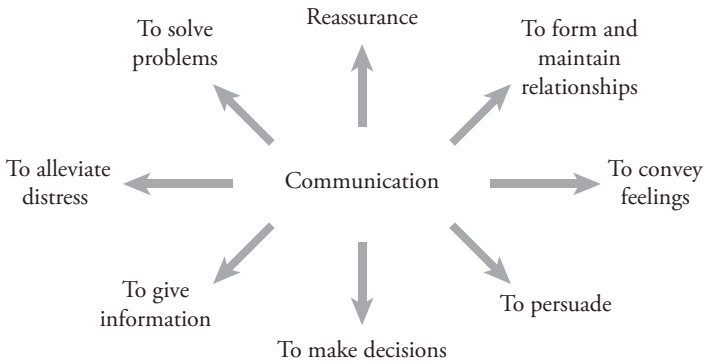 Reassurance
To solve
problems
To form and
maintain
relationships
To alleviate
distress
Communication
To convey
feelings
To give
information
To persuade
To make decisions